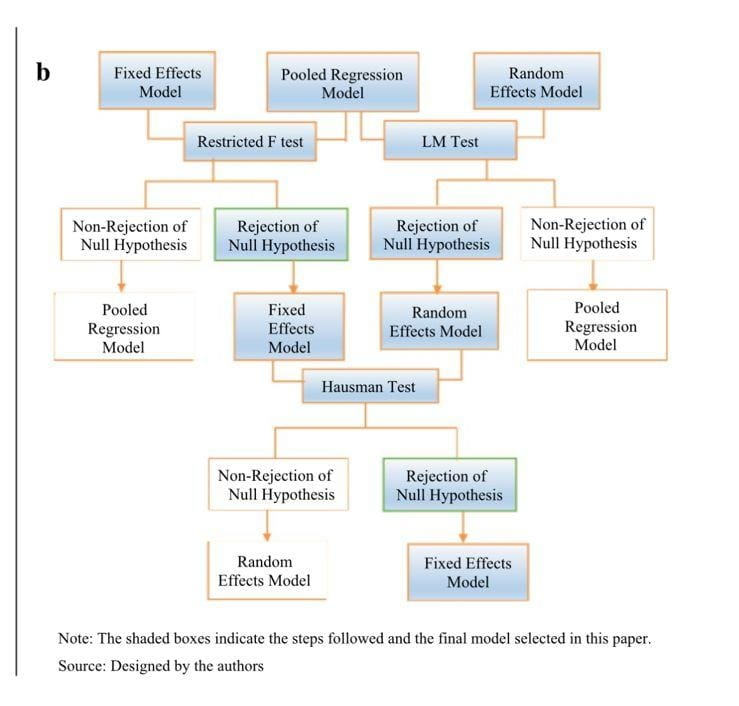 b
Fixed Effects
Model
Pooled Regression
Model
Random
Effects Model
Restricted F test
LM Test
Non-Rejection of
Null Hypothesis
Rejection of
Null Hypothesis
Rejection of
Null Hypothesis
Non-Rejection of
Null Hypothesis
Pooled
Regression
Model
Fixed
Effects
Model
Random
Effects Model
Pooled
Regression
Model
Hausman Test
Non-Rejection of
Null Hypothesis
Rejection of
Null Hypothesis
Random
Effects Model
Fixed Effects
Model
Note: The shaded boxes indicate the steps followed and the final model selected in this paper.
Source: Designed by the authors